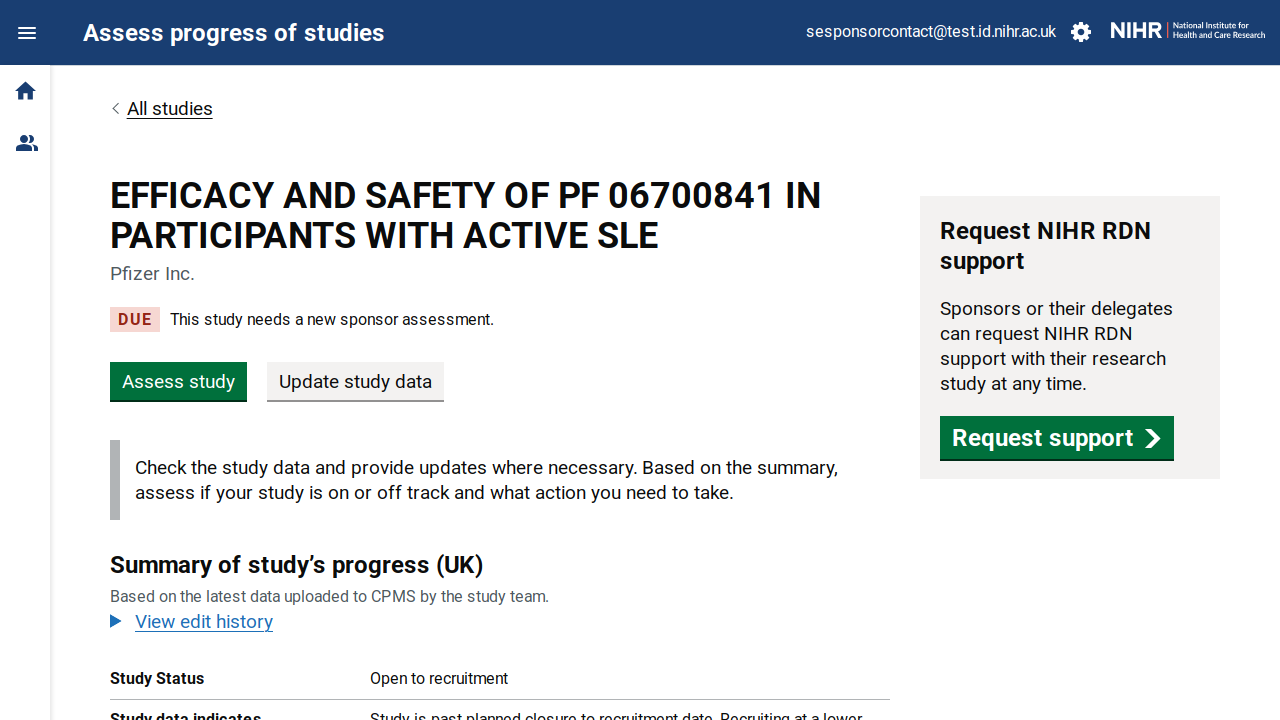 Assess progress of studies
sesponsorcontact@test.id.nihr.ac.uk
NIHR | National Institute for
Health and Care Research
All studies
EFFICACY AND SAFETY OF PF 06700841 IN
PARTICIPANTS WITH ACTIVE SLE
Pfizer Inc.
DUE This study needs a new sponsor assessment.
Assess study
Update study data
Check the study data and provide updates where necessary. Based on the summary,
assess if your study is on or off track and what action you need to take.
Summary of study’s progress (UK)
Based on the latest data uploaded to CPMS by the study team.
View edit history
Study Status Open to recruitment
Study data indicates Study is past planned closure to recruitment date, Recruiting at a lower
Request NIHR RDN
support
Sponsors or their delegates
can request NIHR RDN
support with their research
study at any time.
Request support